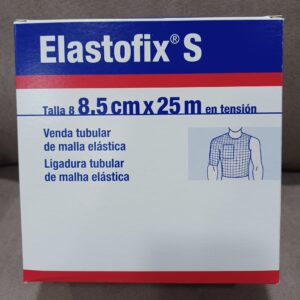 Elastofix® S
Talla 8 8.5 cm x 25 m en tensión
Venda tubular
de malla elástica
Ligadura tubular
de malha elástica